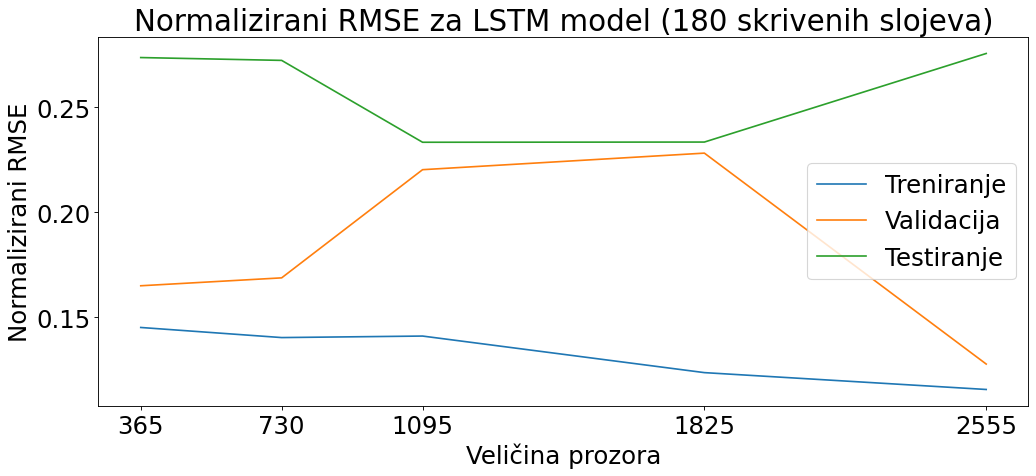 Normalizirani RMSE za LSTM model (180 skrivenih slojeva)
Normalizirani RMSE
0.25
0.20
0.15
Treniranje
Validacija
Testiranje
365 730 1095 1825 2555
Veličina prozora